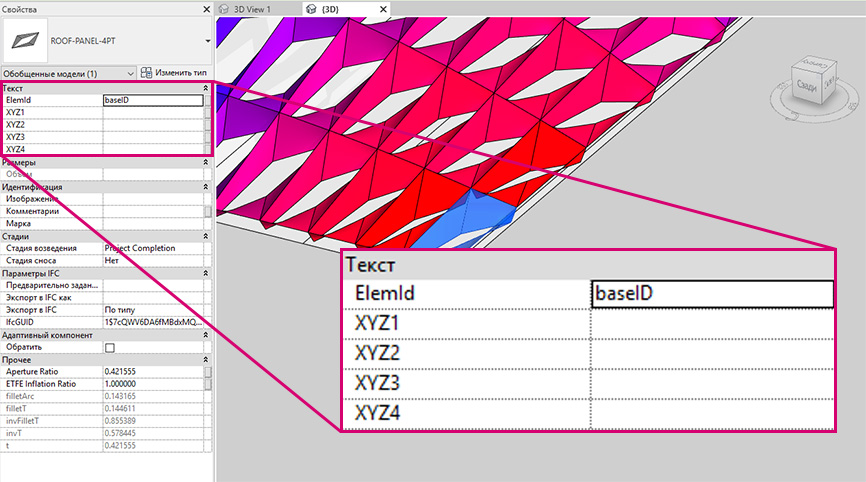 Свойства
3D View 1
{3D}
ROOF-PANEL-4PT
Обобщенные модели (1)
Изменить тип
Текст
ElemId baseID
XYZ1
XYZ2
XYZ3
XYZ4
Размеры
Объем
Идентификация
Изображение
Комментарии
Марка
Стадии
Стадия возведения Project Completion
Стадия сноса Нет
Параметры IFC
Предварительно задан...
Экспорт в IFC как
Экспорт в IFC По типу
IfcGUID 1$7cQWV6DA6fMBdxMQ...
Адаптивный компонент
Обратить
Прочее
Aperture Ratio 0.421555
ETFE Inflation Ratio 1.000000
filletArc 0.143165
filletT 0.144611
invFilletT 0.855389
invT 0.578445
t 0.421555
Сзади
Текст
ElemId baseID
XYZ1
XYZ2
XYZ3
XYZ4